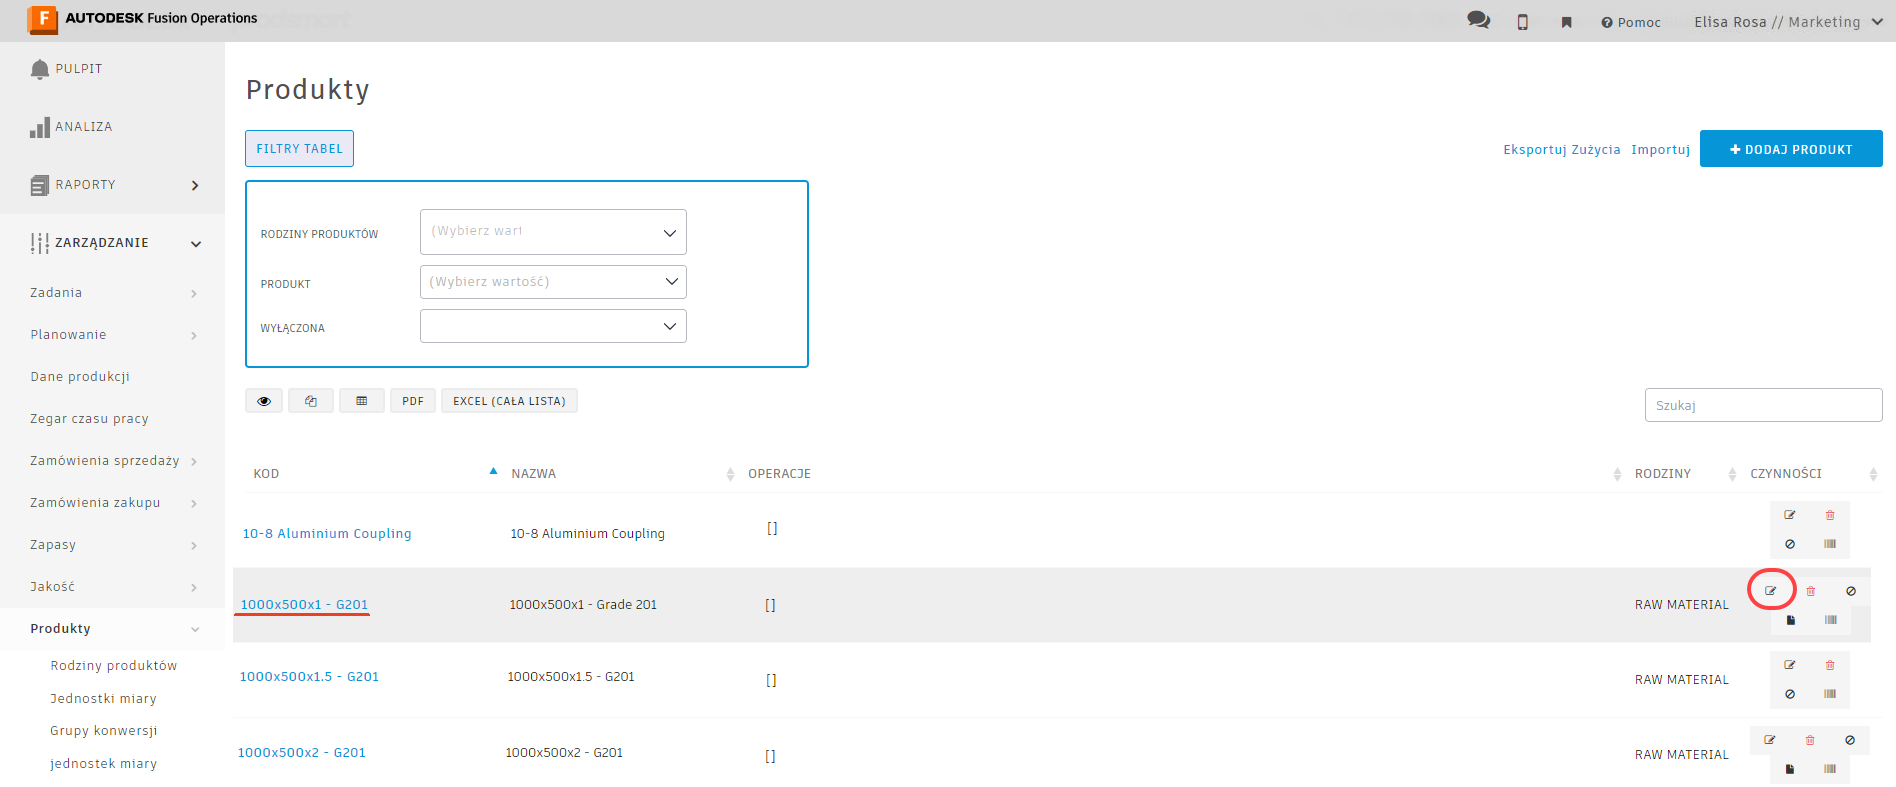 AUTODESK Fusion Operations
Pomoc
Elisa Rosa // Marketing
PULPIT
ANALIZA
RAPORTY
ZARZĄDZANIE
Zadania
Planowanie
Dane produkcji
Zegar czasu pracy
Zamówienia sprzedaży
Zamówienia zakupu
Zapasy
Jakość
Produkty
Rodziny produktów
Jednostki miary
Grupy konwersji
jednostek miary
Produkty
FILTRY TABEL
Eksportuj Zużycia Importuj
DODAJ PRODUKT
RODZINY PRODUKTÓW (Wybierz wart
PRODUKT (Wybierz wartość)
WYŁĄCZONA
PDF EXCEL (CAŁA LISTA)
Szukaj
KOD NAZWA OPERACJE RODZINY CZYNNOŚCI
10-8 Aluminium Coupling 10-8 Aluminium Coupling []
1000x500x1 - G201 1000x500x1 - Grade 201 [] RAW MATERIAL
1000x500x1.5 - G201 1000x500x1.5 - G201 [] RAW MATERIAL
1000x500x2 - G201 1000x500x2 - G201 [] RAW MATERIAL